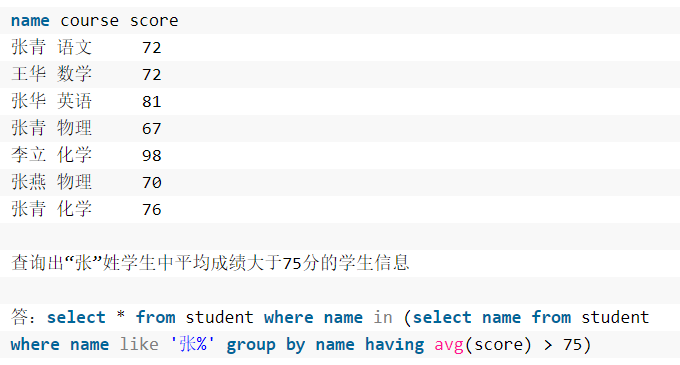 name course score
张青 语文 72
王华 数学 72
张华 英语 81
张青 物理 67
李立 化学 98
张燕 物理 70
张青 化学 76
查询出“张”姓学生中平均成绩大于75分的学生信息
答：select * from student where name in (select name from student
where name like '张%' group by name having avg(score) > 75)